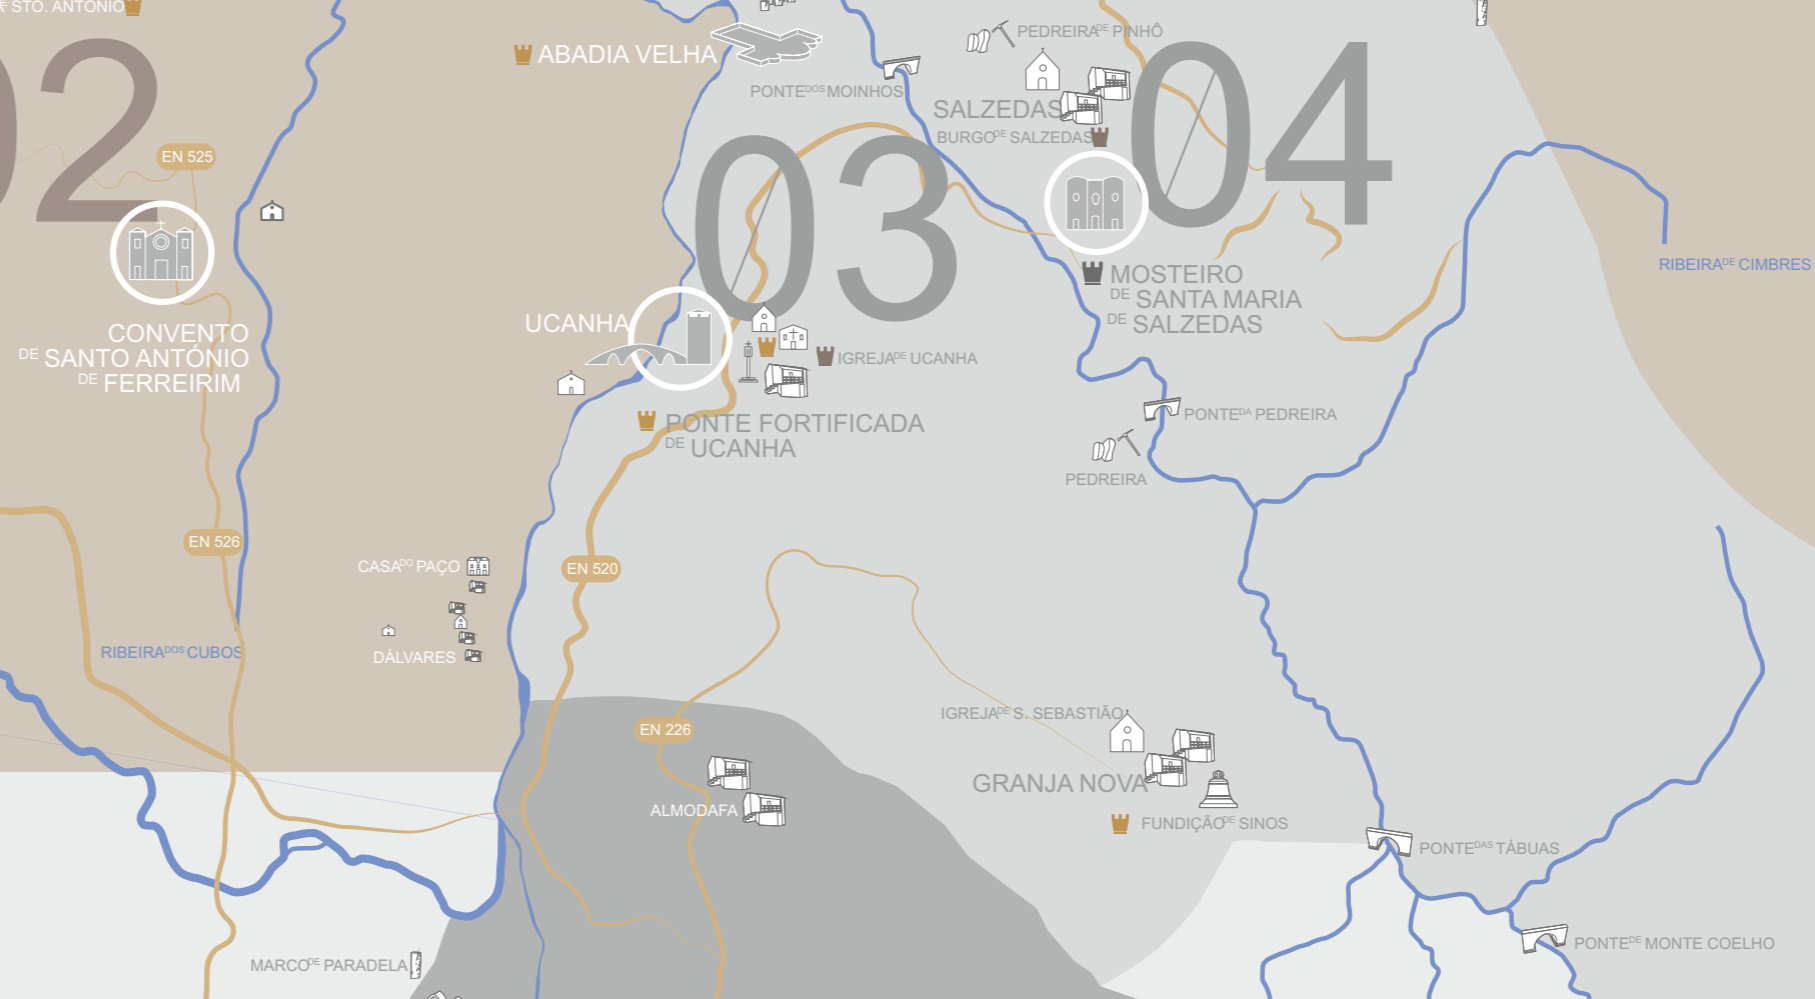 STO. ANTÓNIO
02
EN 525
CONVENTO
DE SANTO ANTÓNIO
DE FERREIRIM
ABADIA VELHA
PONTE DOS MOINHOS
PEDREIRA DE PINHÔ
SALZEDAS
BURGO DE SALZEDAS
03
04
MOSTEIRO
DE SANTA MARIA
DE SALZEDAS
RIBEIRA DE CIMBRES
UCANHA
IGREJA DE UCANHA
PONTE FORTIFICADA
DE UCANHA
PONTE DA PEDREIRA
PEDREIRA
EN 526
CASA DO PAÇO
EN 520
RIBEIRA DOS CUBOS
DÁLVARES
EN 226
IGREJA DE S. SEBASTIÃO
GRANJA NOVA
ALMODAFA
FUNDIÇÃO DE SINOS
PONTE DAS TÁBUAS
PONTE DE MONTE COELHO
MARCO DE PARADELA